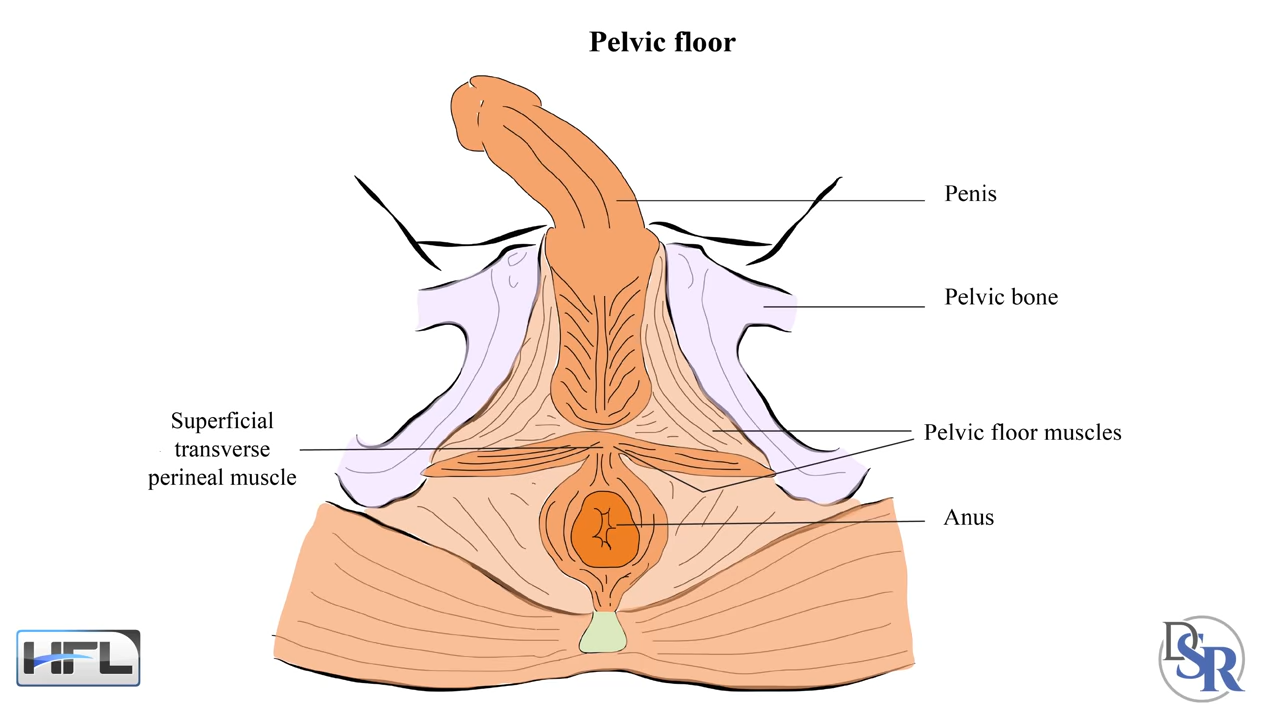 Pelvic floor
Penis
Pelvic bone
Superficial
transverse
perineal muscle
Pelvic floor muscles
Anus
HFL
DSR